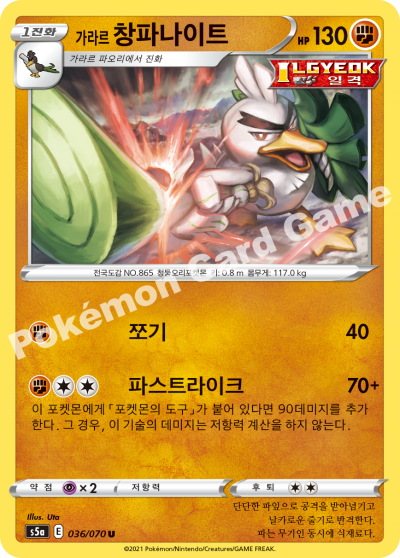 1진화
가라르 창파나이트
HP 130
가라르 파오리에서 진화
ILGYEOK
일격
전국도감 NO.865 청둥오리포켓몬 키: 0.8 m 몸무게: 117.0 kg
Pokémon Card Game
쪼기 40
파스트라이크 70+
이 포켓몬에게 「포켓몬의 도구」가 붙어 있다면 90데미지를 추가
한다. 그 경우, 이 기술의 데미지는 저항력 계산을 하지 않는다.
약점 ×2 저항력 후퇴
Illus. Uta
s5a E 036/070 U
단단한 파잎으로 공격을 받아넘기고
날카로운 줄기로 반격한다.
파는 무기인 동시에 식재료다.
©2021 Pokémon/Nintendo/Creatures/GAME FREAK.